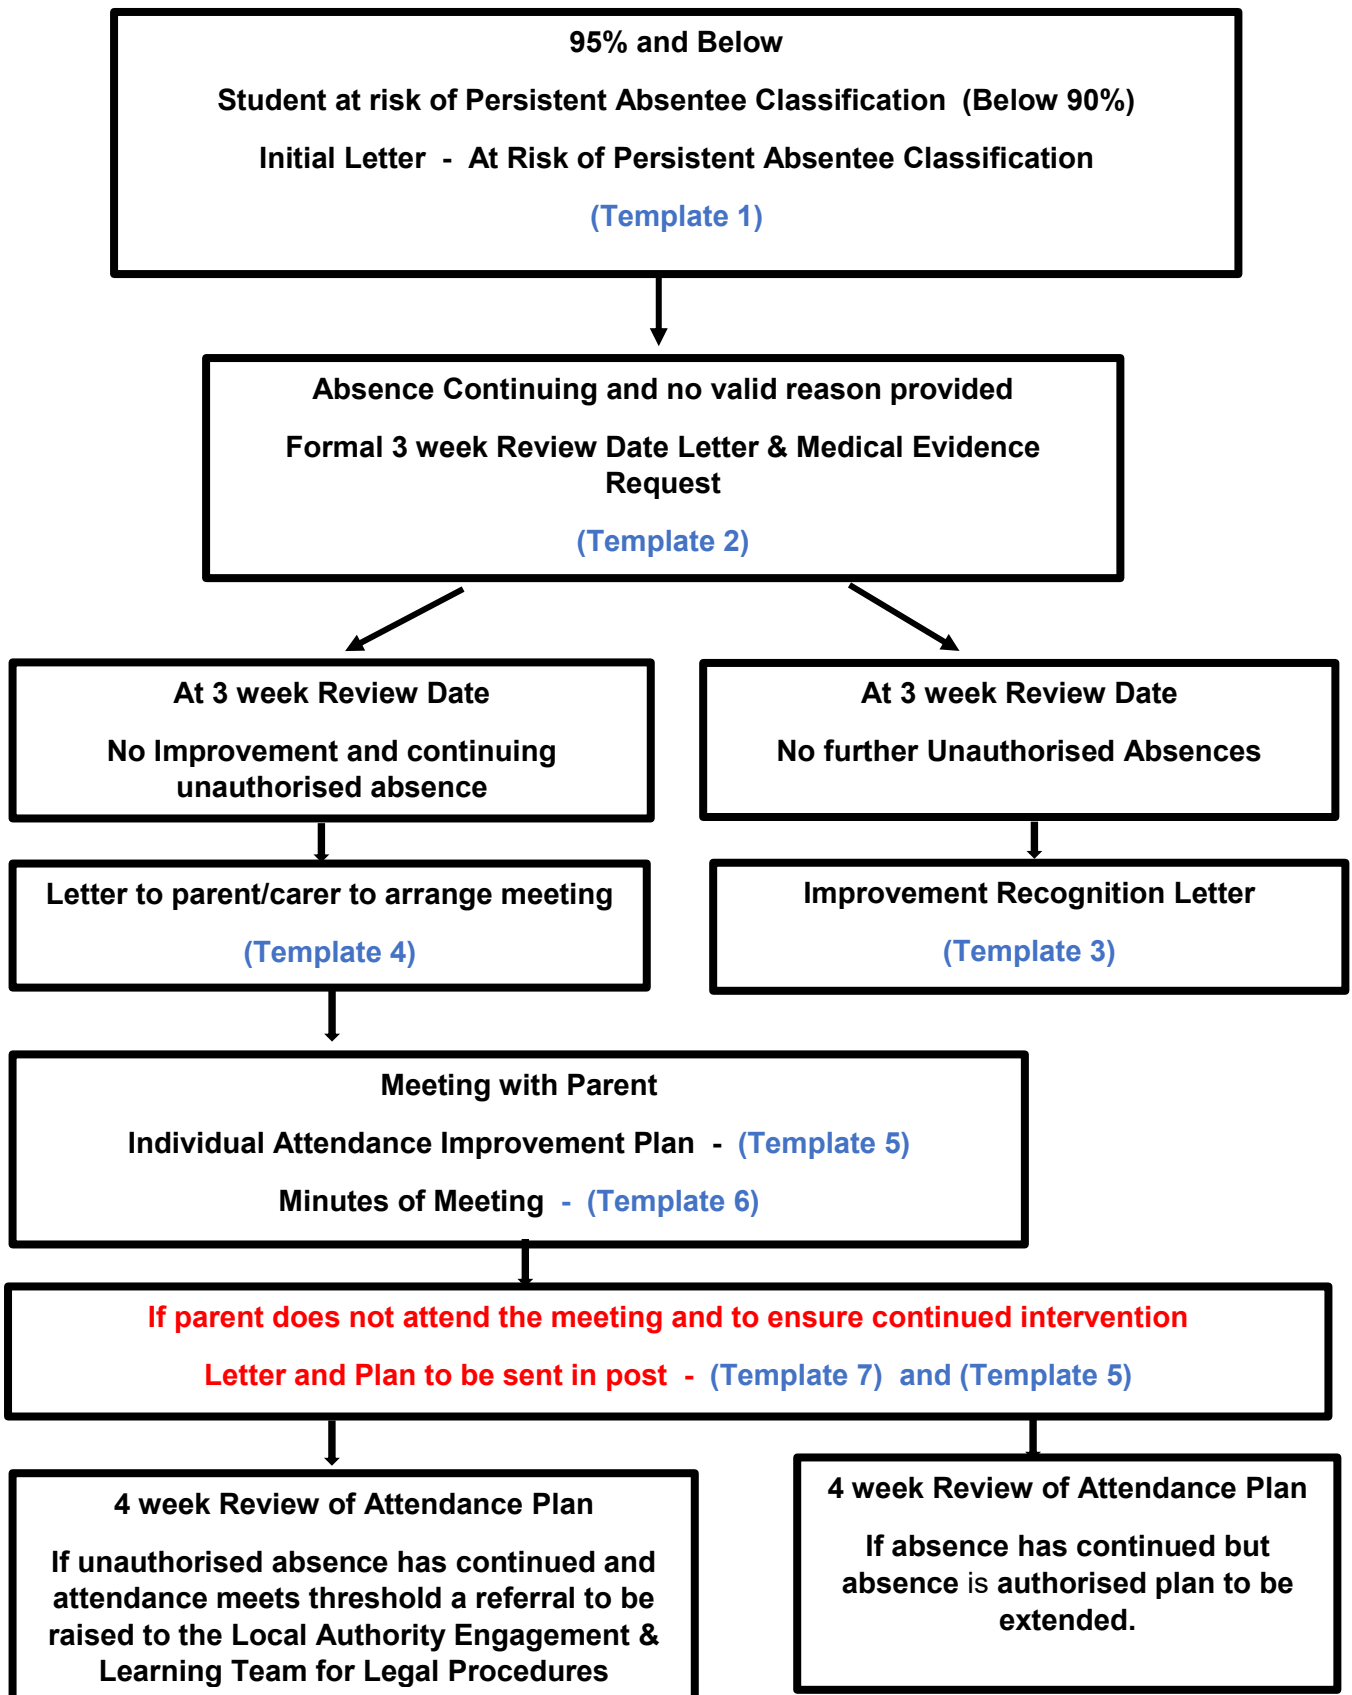 95% and Below
Student at risk of Persistent Absentee Classification (Below 90%)
Initial Letter - At Risk of Persistent Absentee Classification
(Template 1)
Absence Continuing and no valid reason provided
Formal 3 week Review Date Letter & Medical Evidence
Request
(Template 2)
At 3 week Review Date
No Improvement and continuing
unauthorised absence
At 3 week Review Date
No further Unauthorised Absences
Letter to parent/carer to arrange meeting
(Template 4)
Improvement Recognition Letter
(Template 3)
Meeting with Parent
Individual Attendance Improvement Plan - (Template 5)
Minutes of Meeting - (Template 6)
If parent does not attend the meeting and to ensure continued intervention
Letter and Plan to be sent in post - (Template 7) and (Template 5)
4 week Review of Attendance Plan
If unauthorised absence has continued and
attendance meets threshold a referral to be
raised to the Local Authority Engagement &
Learning Team for Legal Procedures
4 week Review of Attendance Plan
If absence has continued but
absence is authorised plan to be
extended.